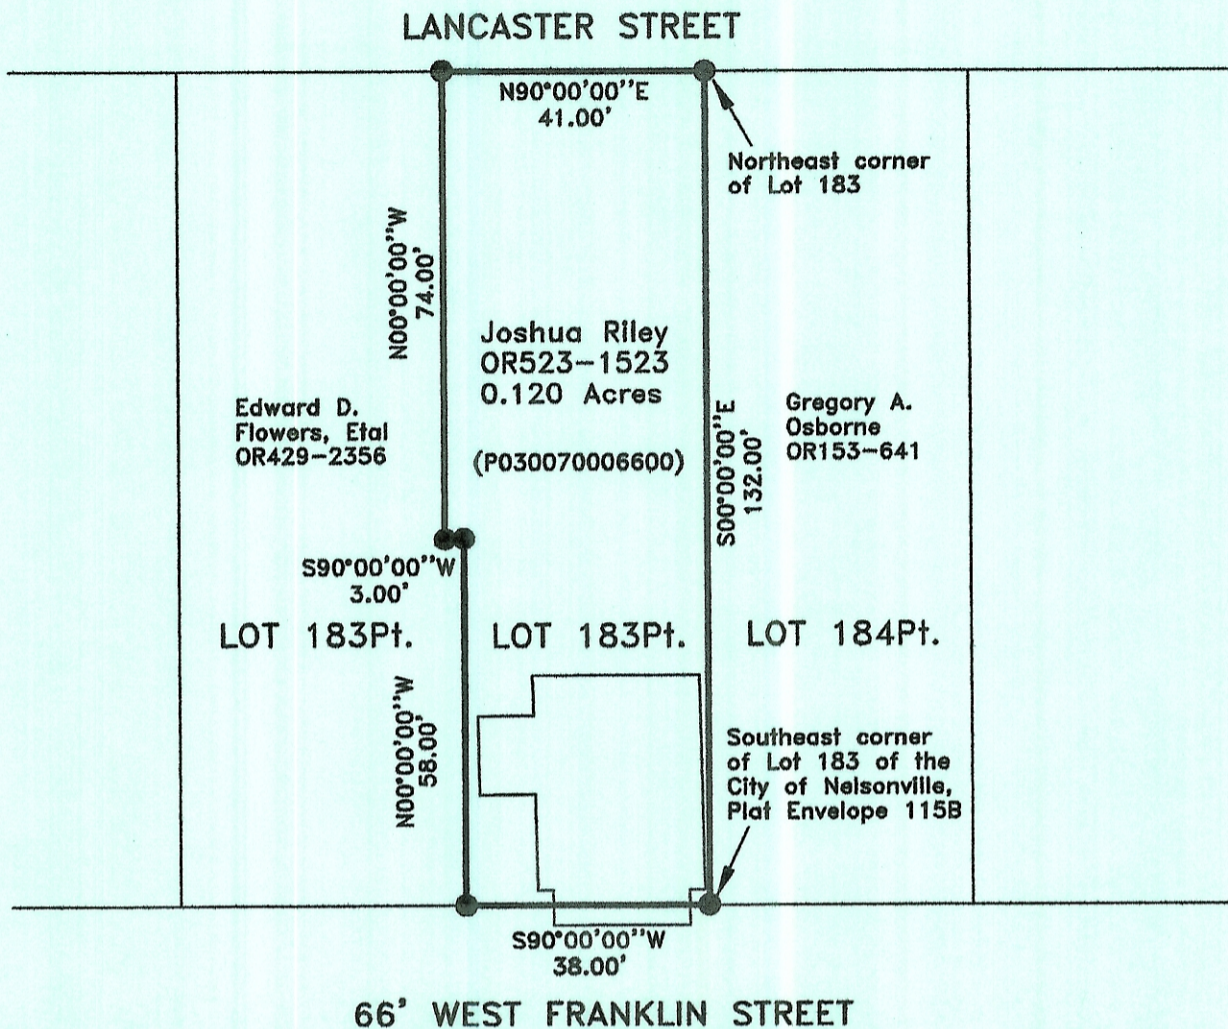 LANCASTER STREET
N90°00'00"E
41.00'
Northeast corner
of Lot 183
N00°00'00"W
74.00'
Joshua Riley
OR523-1523
0.120 Acres
(P030070006600)
Edward D.
Flowers, Etal
OR429-2356
S00°00'00"E
132.00'
Gregory A.
Osborne
OR153-641
S90°00'00"W
3.00'
LOT 183Pt.
LOT 183Pt.
LOT 184Pt.
N00°00'00"W
58.00'
Southeast corner
of Lot 183 of the
City of Nelsonville,
Plat Envelope 115B
S90°00'00"W
38.00'
66' WEST FRANKLIN STREET